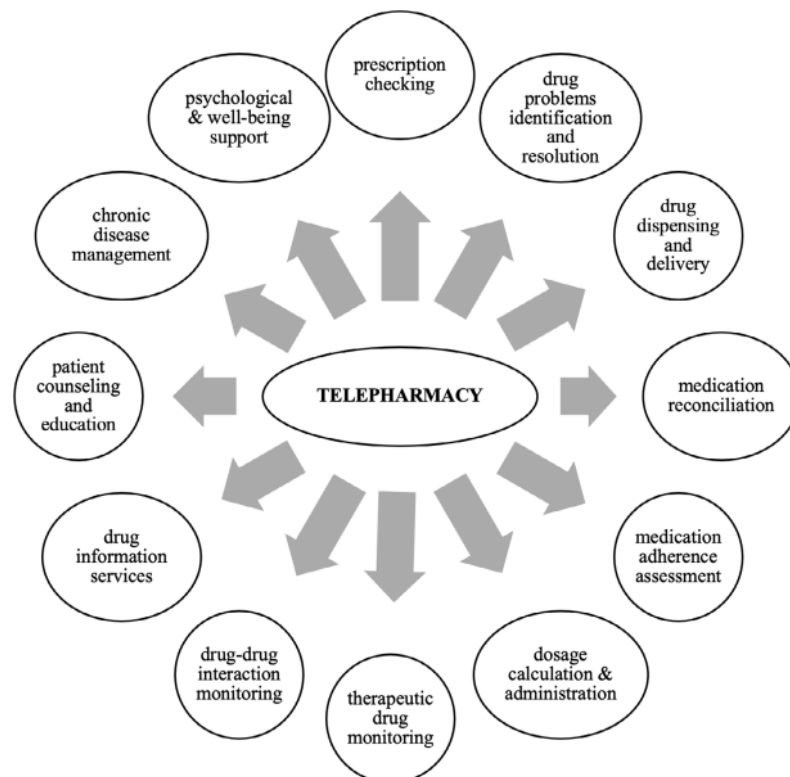 prescription
checking
drug
problems
identification
and
resolution
drug
dispensing
and
delivery
medication
reconciliation
medication
adherence
assessment
dosage
calculation &
administration
therapeutic
drug
monitoring
drug-drug
interaction
monitoring
drug
information
services
patient
counseling
and
education
chronic
disease
management
psychological
& well-being
support
TELEPHARMACY